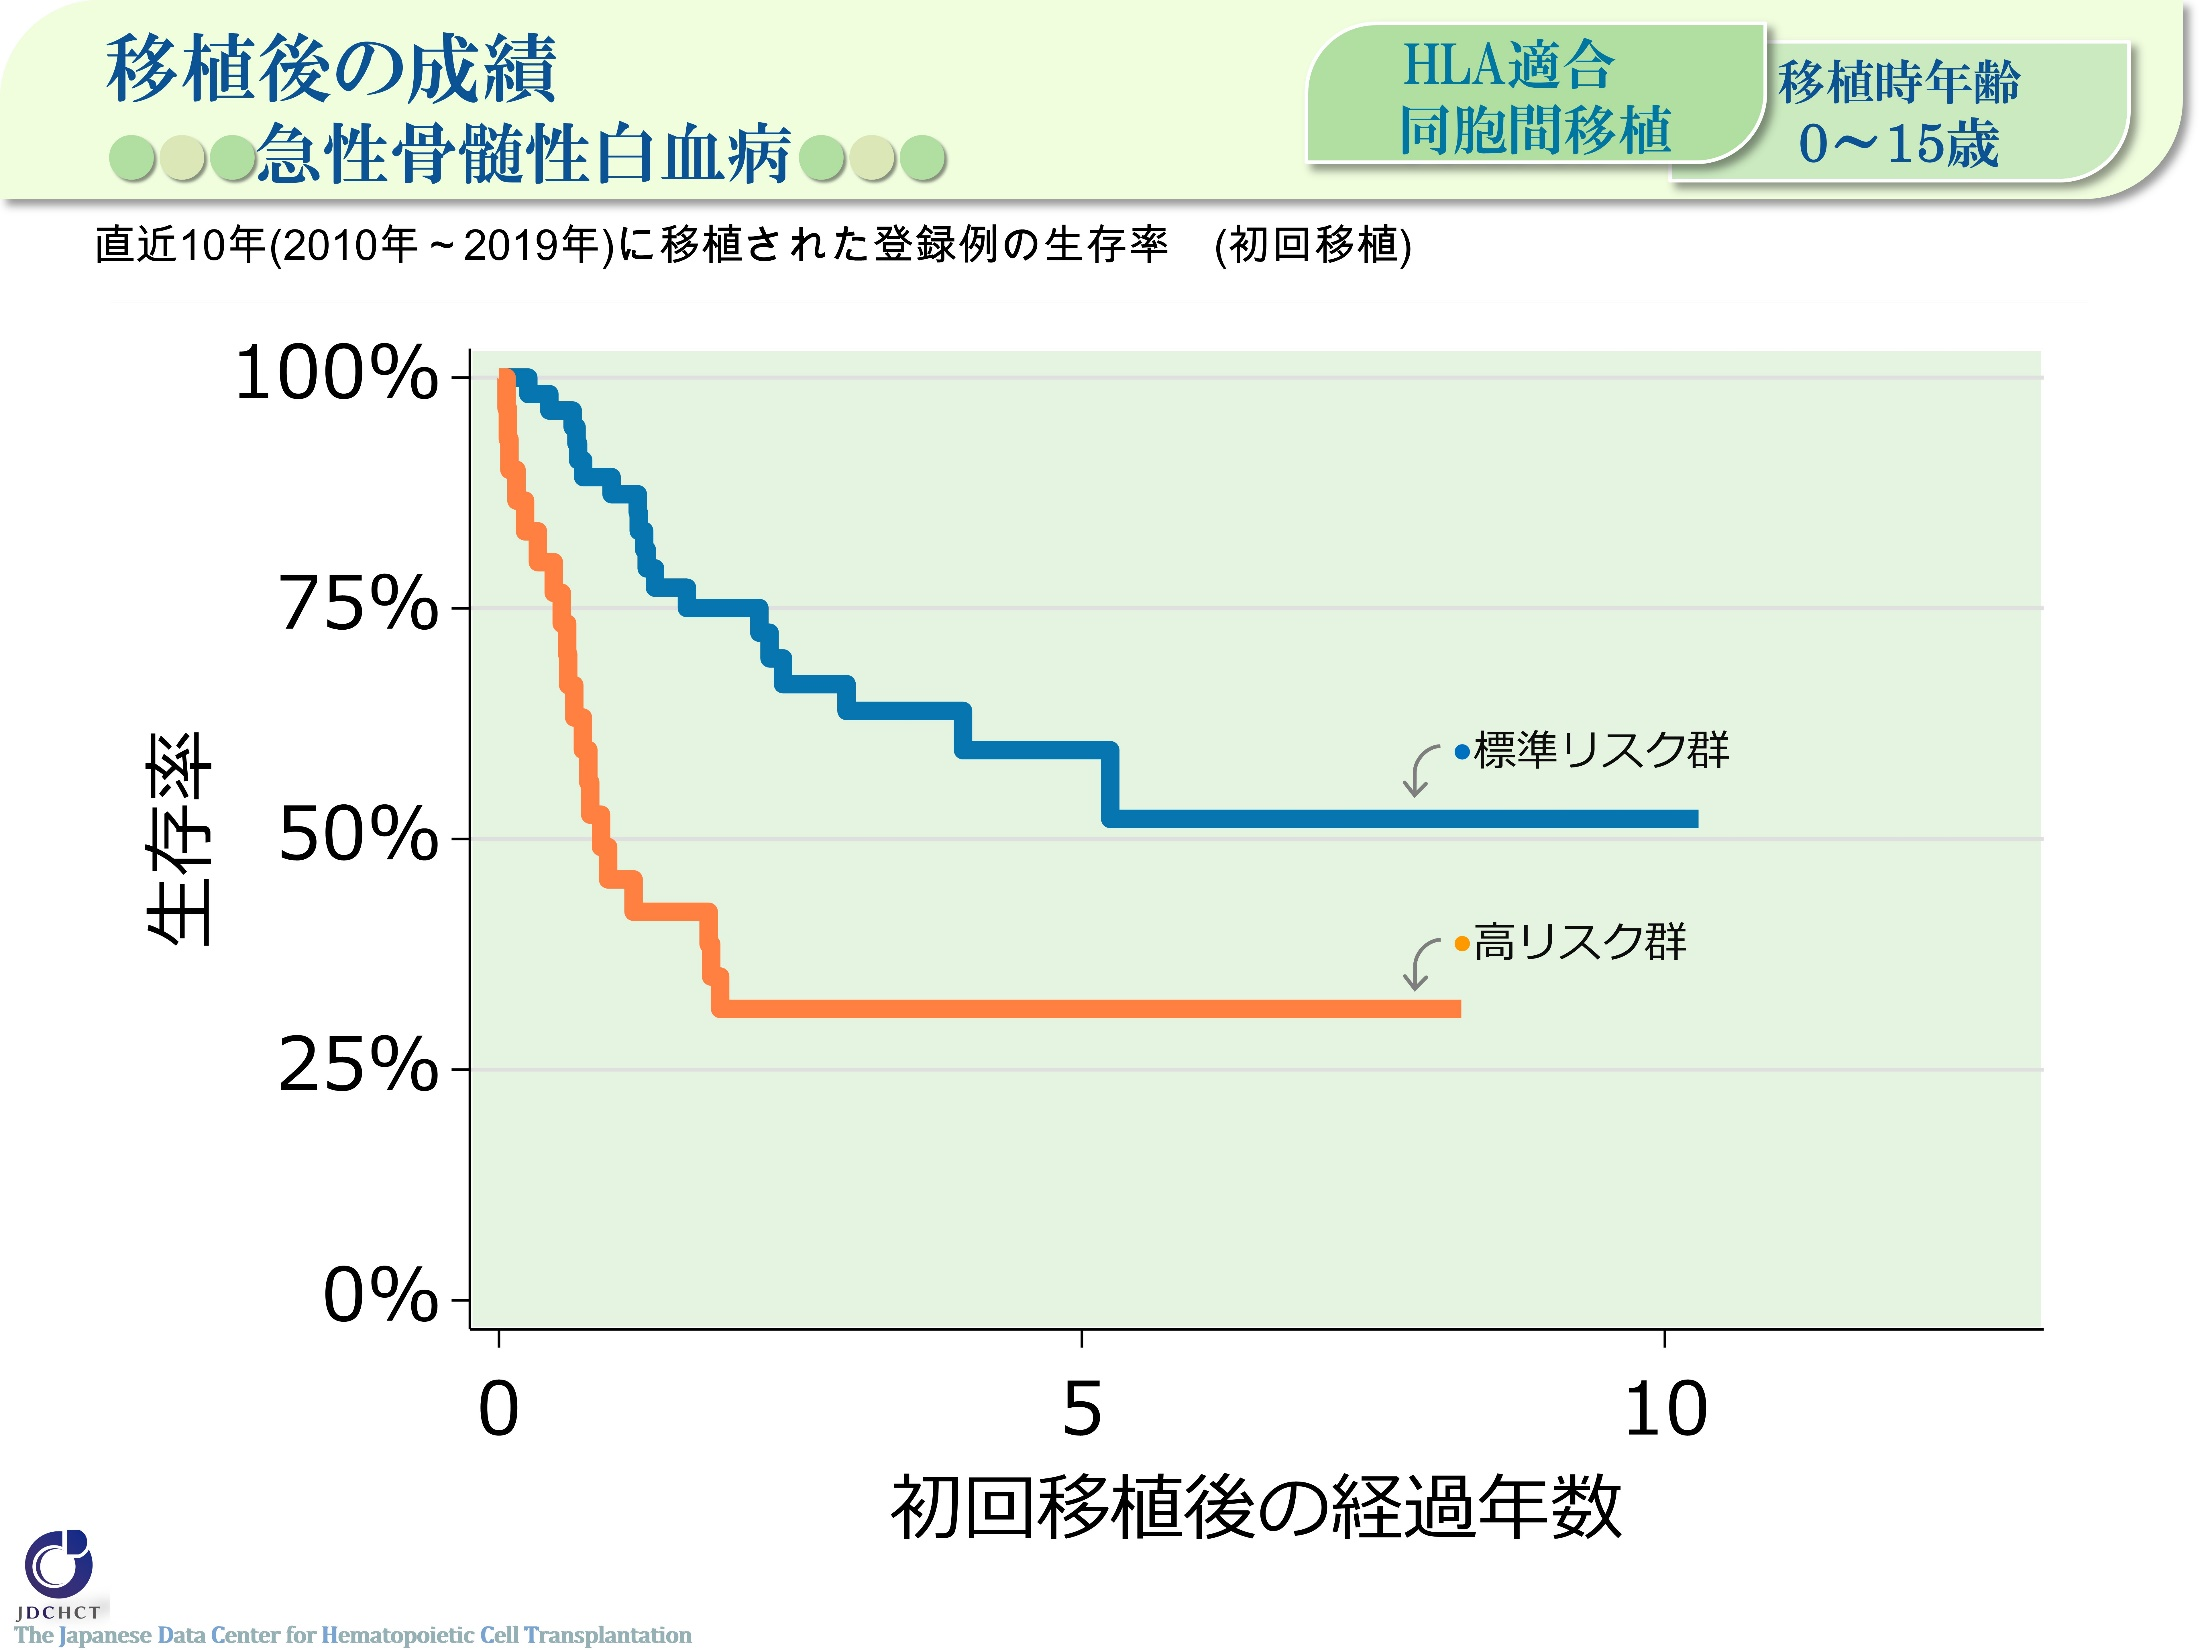 移植後の成績
急性骨髄性白血病
HLA適合
同胞間移植
移植時年齢
0～15歳
直近10年(2010年～2019年)に移植された登録例の生存率　(初回移植)
100%
75%
50%
25%
0%
生存率
標準リスク群
高リスク群
0
5
10
初回移植後の経過年数
JDCHCT
The Japanese Data Center for Hematopoietic Cell Transplantation